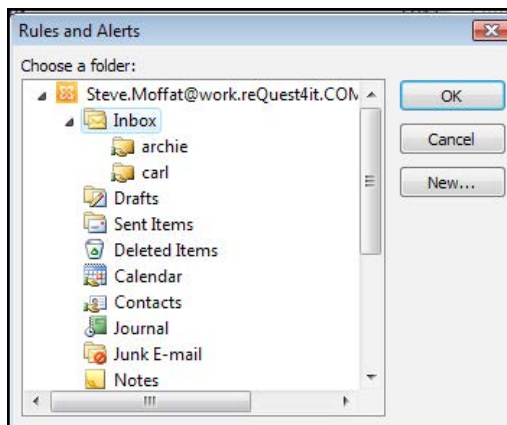 Rules and Alerts
Choose a folder:
Steve.Moffat@work.reQuest4it.COM
OK
Inbox
Cancel
archie
carl
New...
Drafts
Sent Items
Deleted Items
Calendar
Contacts
Journal
Junk E-mail
Notes